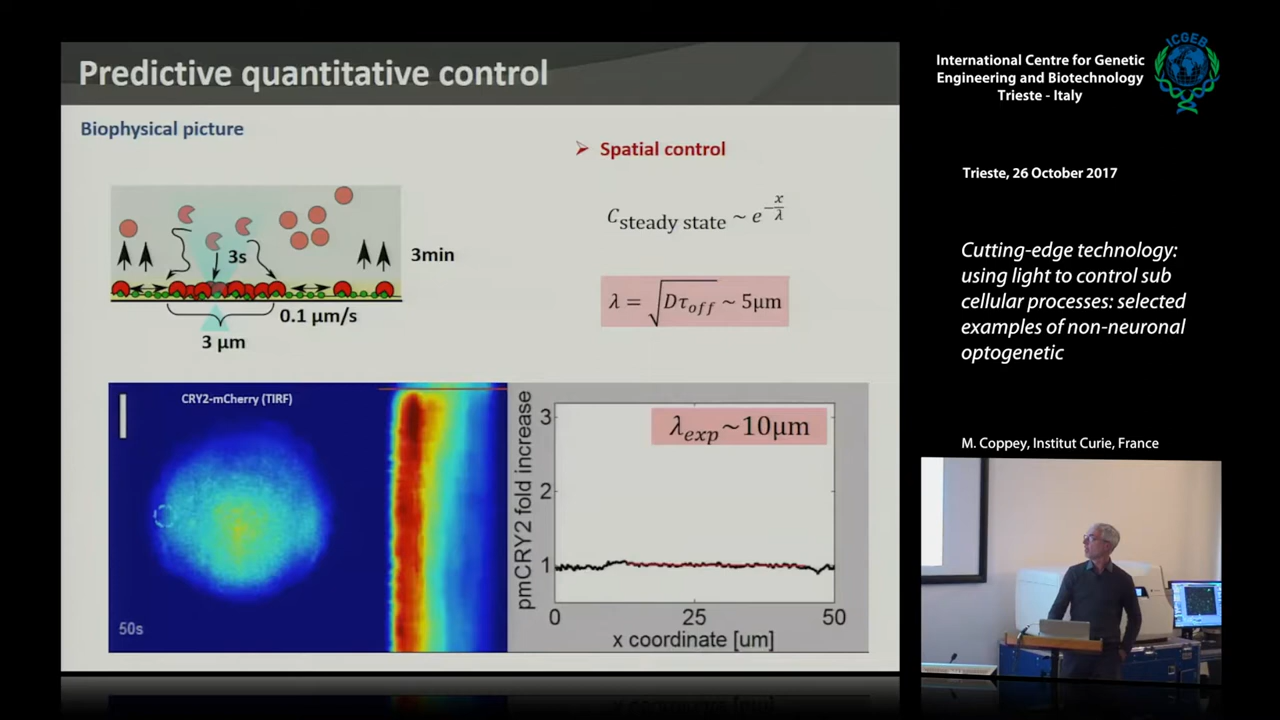 Predictive quantitative control
Biophysical picture
3s
3min
0.1 µm/s
3 µm
➢ Spatial control
C steady state ~ e^(-x/λ)
λ = √Dτoff ~ 5µm
CRY2-mCherry (TIRF)
50s
pmCRY2 fold increase
3
2
1
0
25
50
x coordinate [um]
λexp~10µm
International Centre for Genetic
Engineering and Biotechnology
Trieste - Italy
ICGEB
Trieste, 26 October 2017
Cutting-edge technology:
using light to control sub
cellular processes: selected
examples of non-neuronal
optogenetic
M. Coppey, Institut Curie, France